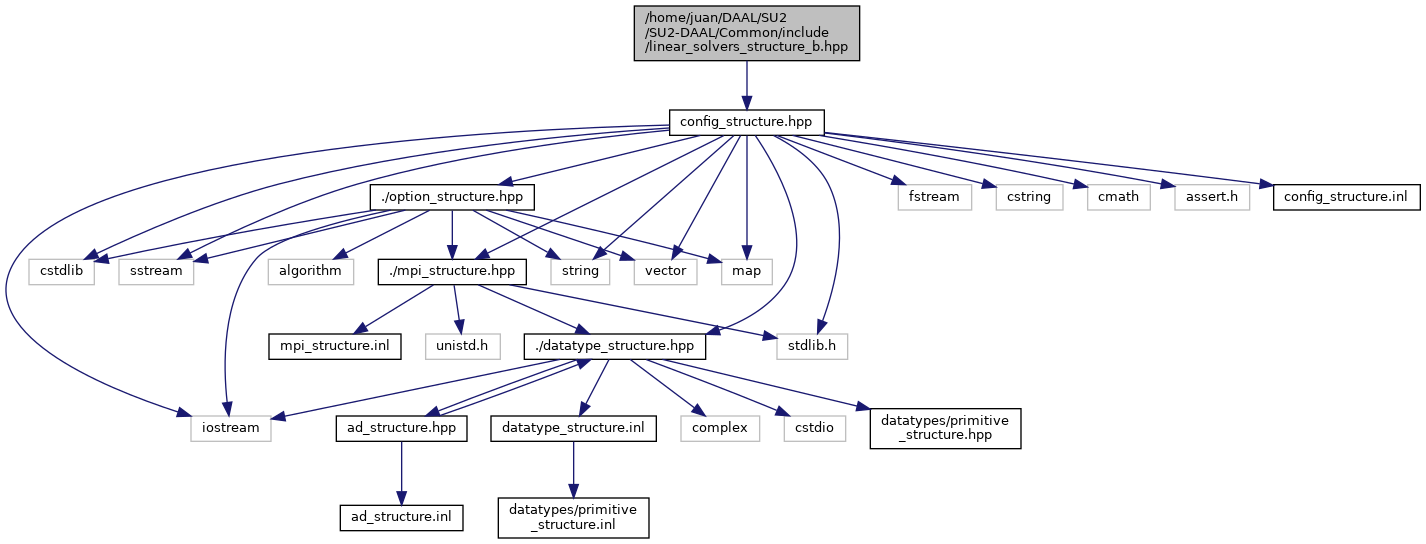 /home/juan/DAAL/SU2
/SU2-DAAL/Common/include
/linear_solvers_structure_b.hpp
config_structure.hpp
./option_structure.hpp
fstream
cstring
cmath
assert.h
config_structure.inl
cstdlib
sstream
algorithm
./mpi_structure.hpp
string
vector
map
mpi_structure.inl
unistd.h
./datatype_structure.hpp
stdlib.h
iostream
ad_structure.hpp
datatype_structure.inl
complex
cstdio
datatypes/primitive
_structure.hpp
ad_structure.inl
datatypes/primitive
_structure.inl